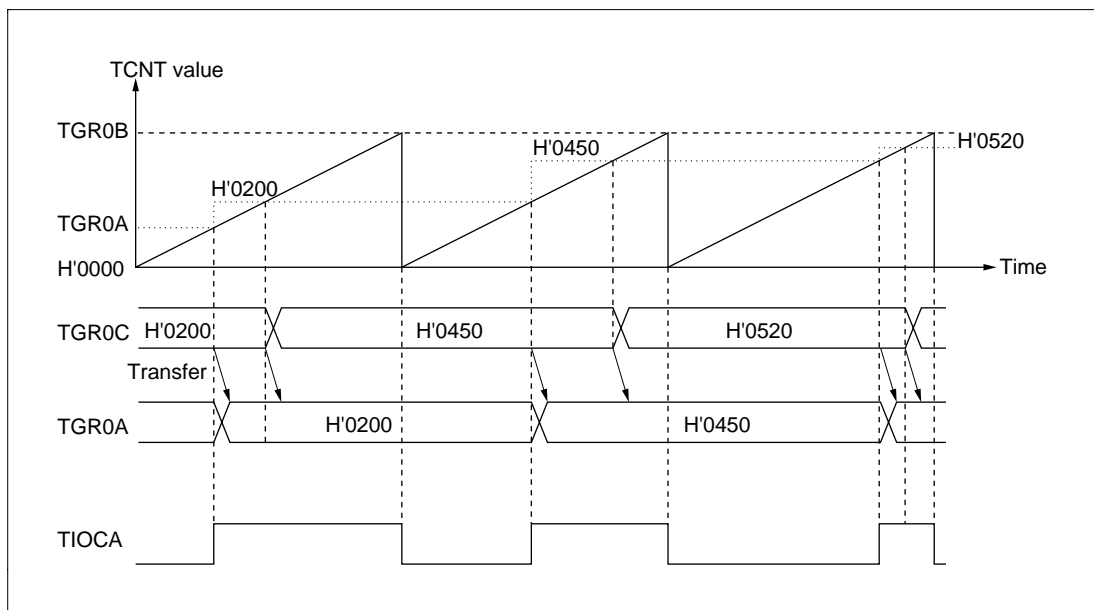 TCNT value
TGR0B
H'0520
H'0450
H'0200
TGR0A
H'0000
Time
TGR0C
H'0200
H'0450
H'0520
Transfer
TGR0A
H'0200
H'0450
TIOCA